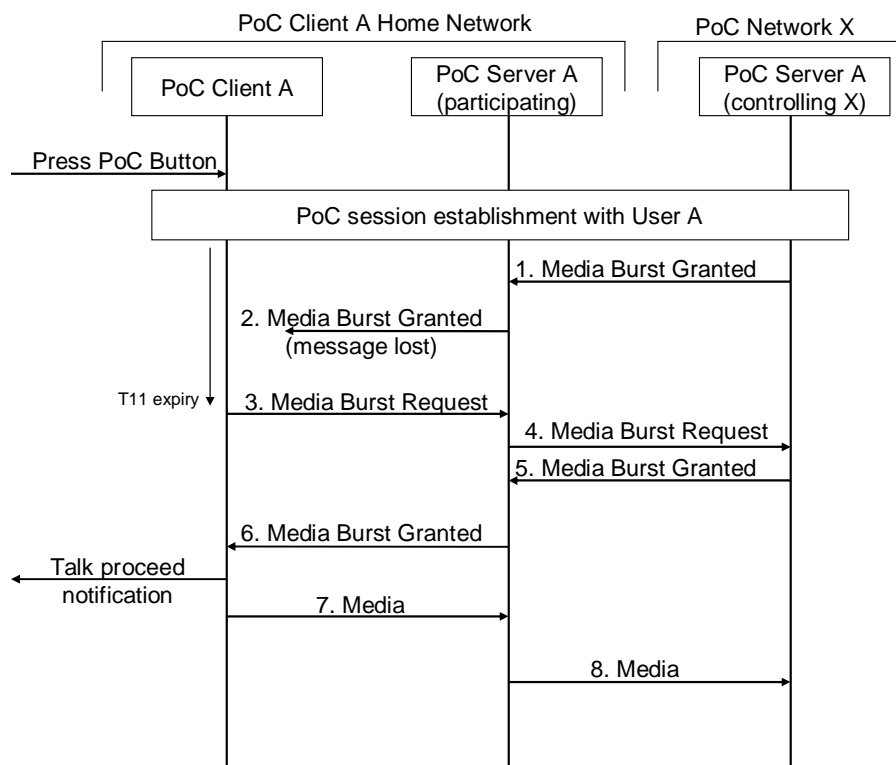 PoC Client A Home Network
PoC Network X
PoC Client A
PoC Server A
(participating)
PoC Server A
(controlling X)
Press PoC Button
PoC session establishment with User A
1. Media Burst Granted
2. Media Burst Granted
(message lost)
T11 expiry
3. Media Burst Request
4. Media Burst Request
5. Media Burst Granted
6. Media Burst Granted
Talk proceed
notification
7. Media
8. Media